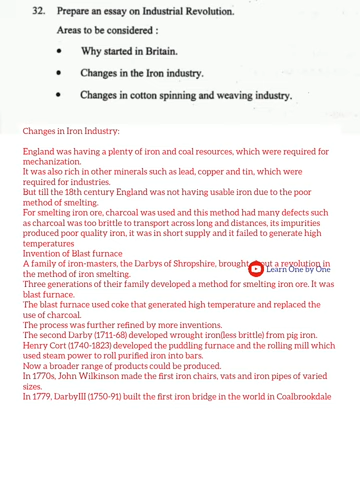 32. Prepare an essay on Industrial Revolution.
Areas to be considered :
• Why started in Britain.
• Changes in the Iron industry.
• Changes in cotton spinning and weaving industry.
Changes in Iron Industry:
England was having a plenty of iron and coal resources, which were required for
mechanization.
It was also rich in other minerals such as lead, copper and tin, which were
required for industries.
But till the 18th century England was not having usable iron due to the poor
method of smelting.
For smelting iron ore, charcoal was used and this method had many defects such
as charcoal was too brittle to transport across long and distances, its impurities
produced poor quality iron, it was in short supply and it failed to generate high
temperatures
Invention of Blast furnace
A family of iron-masters, the Darbys of Shropshire, brought about a revolution in
Learn One by One
the method of iron smelting.
Three generations of their family developed a method for smelting iron ore. It was
blast furnace.
The blast furnace used coke that generated high temperature and replaced the
use of charcoal.
The process was further refined by more inventions.
The second Darby (1711-68) developed wrought iron(less brittle) from pig iron.
Henry Cort (1740-1823) developed the puddling furnace and the rolling mill which
used steam power to roll purified iron into bars.
Now a broader range of products could be produced.
In 1770s, John Wilkinson made the first iron chairs, vats and iron pipes of varied
sizes.
In 1779, DarbyIII (1750-91) built the first iron bridge in the world in Coalbrookdale